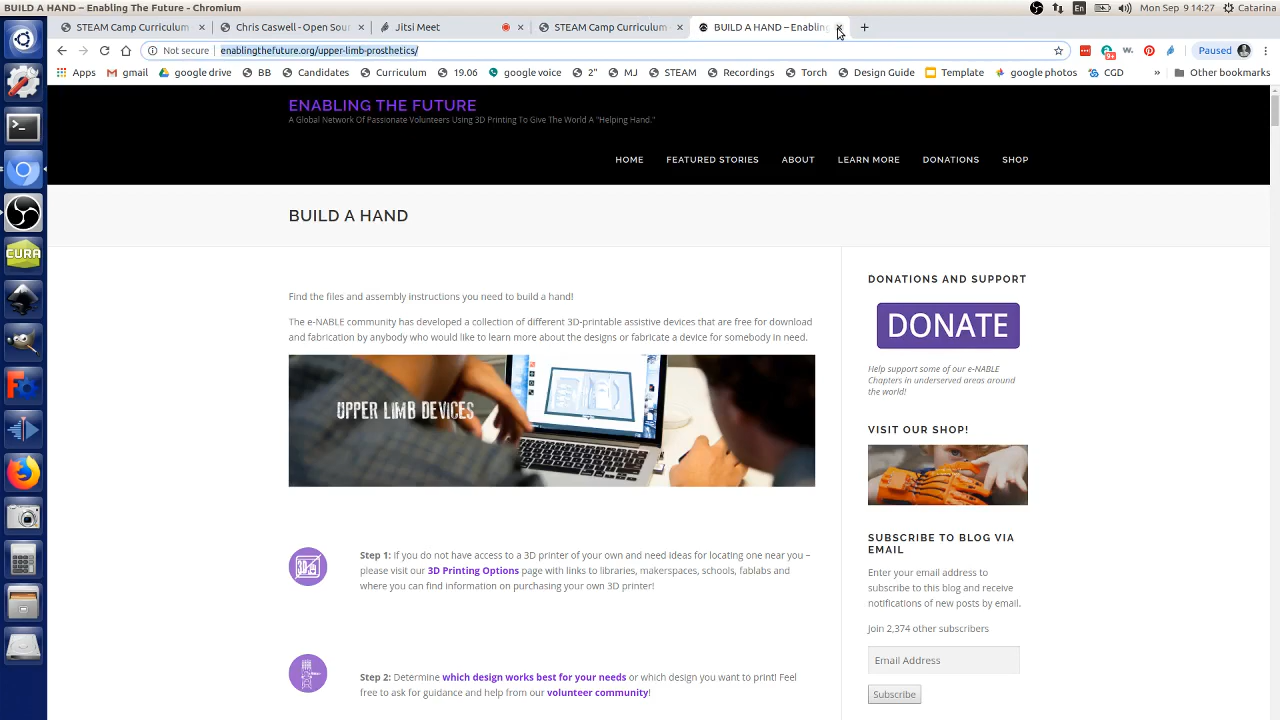 BUILD A HAND – Enabling The Future - Chromium
En
Mon Sep 9 14:27
Catarina
STEAM Camp Curriculum
Chris Caswell - Open Sou
Jitsi Meet
STEAM Camp Curriculum
BUILD A HAND – Enabling
Not secure
enablingthefuture.org/upper-limb-prosthetics/
9+
Paused
Apps
gmail
google drive
BB
Candidates
Curriculum
19.06
google voice
2"
MJ
STEAM
Recordings
Torch
Design Guide
Template
google photos
CGD
»
Other bookmarks
ENABLING THE FUTURE
A Global Network Of Passionate Volunteers Using 3D Printing To Give The World A "Helping Hand."
HOME
FEATURED STORIES
ABOUT
LEARN MORE
DONATIONS
SHOP
BUILD A HAND
Find the files and assembly instructions you need to build a hand!
The e-NABLE community has developed a collection of different 3D-printable assistive devices that are free for download
and fabrication by anybody who would like to learn more about the designs or fabricate a device for somebody in need.
UPPER LIMB DEVICES
Step 1: If you do not have access to a 3D printer of your own and need ideas for locating one near you –
please visit our 3D Printing Options page with links to libraries, makerspaces, schools, fablabs and
where you can find information on purchasing your own 3D printer!
Step 2: Determine which design works best for your needs or which design you want to print! Feel
free to ask for guidance and help from our volunteer community!
DONATIONS AND SUPPORT
DONATE
Help support some of our e-NABLE
Chapters in underserved areas around
the world!
VISIT OUR SHOP!
SUBSCRIBE TO BLOG VIA
EMAIL
Enter your email address to
subscribe to this blog and receive
notifications of new posts by email.
Join 2,374 other subscribers
Email Address
Subscribe
CURA